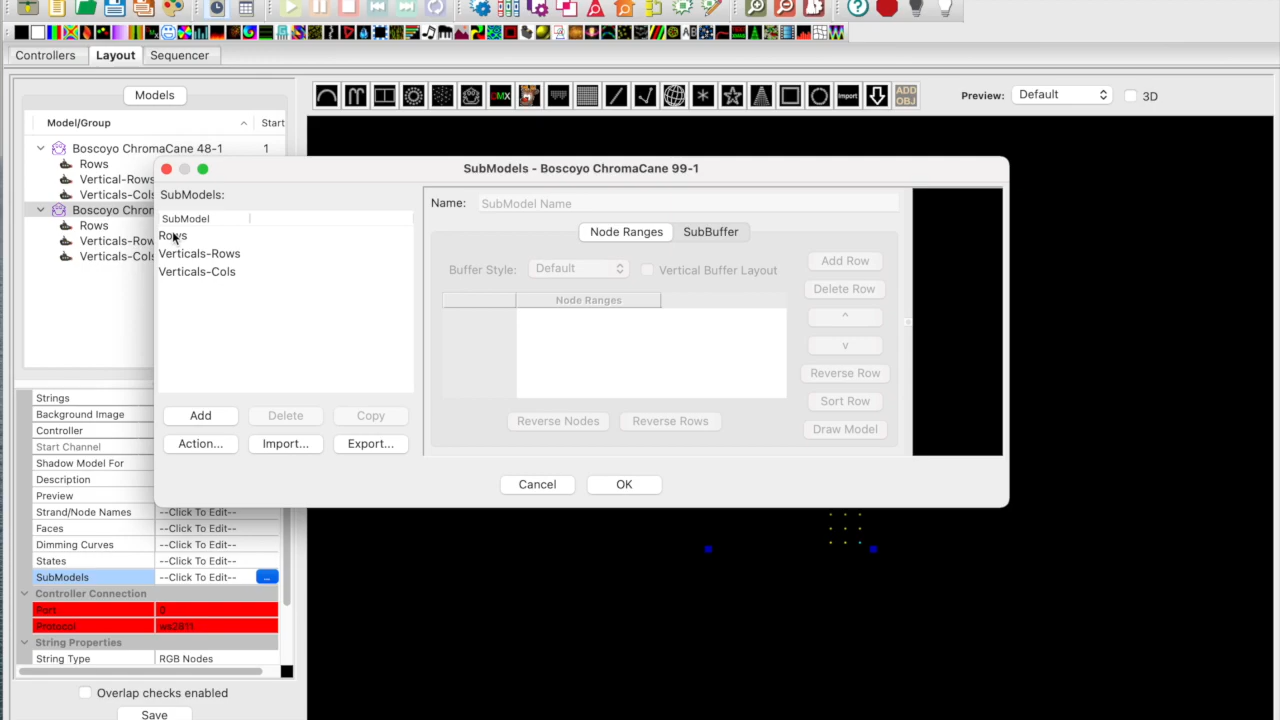 Controllers
Layout
Sequencer
Models
DMX
Import
ADD OBJ
Preview:
Default
3D
Model/Group
Start
Boscoyo ChromaCane 48-1
1
Rows
Vertical-Rows
Vertical-Cols
Boscoyo Chrom
Rows
Vertical-Row
Vertical-Cols
SubModels - Boscoyo ChromaCane 99-1
SubModels:
SubModel
Rows
Verticals-Rows
Verticals-Cols
Add
Delete
Copy
Action...
Import...
Export...
Name:
SubModel Name
Node Ranges
SubBuffer
Buffer Style:
Default
Vertical Buffer Layout
Node Ranges
Add Row
Delete Row
^
v
Reverse Row
Sort Row
Draw Model
Reverse Nodes
Reverse Rows
Cancel
OK
Strings
Background Image
Controller
Start Channel
Shadow Model For
Description
Preview
Strand/Node Names
--Click To Edit--
Faces
--Click To Edit--
Dimming Curves
--Click To Edit--
States
--Click To Edit--
SubModels
--Click To Edit--
...
Controller Connection
Port
0
Protocol
ws2811
String Properties
String Type
RGB Nodes
Overlap checks enabled
Save